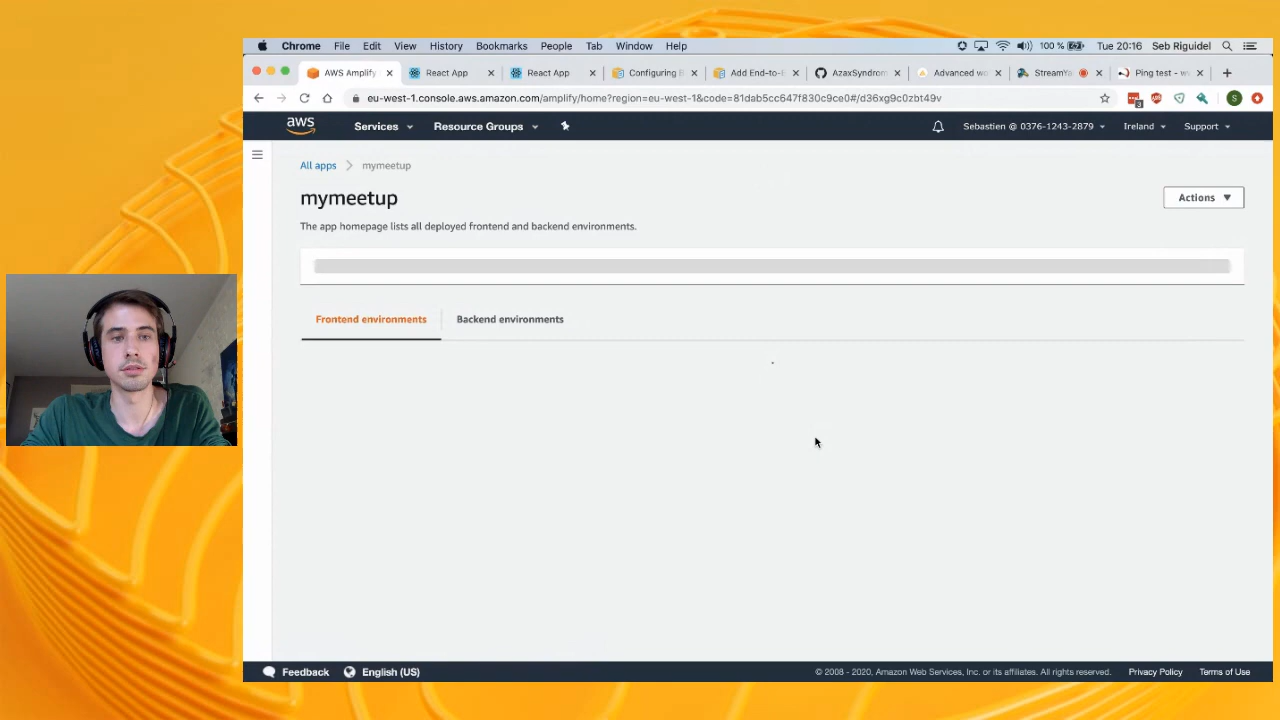 Chrome File Edit View History Bookmarks People Tab Window Help 100 % Tue 20:16 Seb Riguidel
AWS Amplify React App React App Configuring Add End-to- AzaxSyndrom Advanced wo StreamYa Ping test - w
eu-west-1.console.aws.amazon.com/amplify/home?region=eu-west-1&code=81dab5cc647f830c9ce0#/d36xg9c0zbt49v
aws Services Resource Groups Sebastien @ 0376-1243-2879 Ireland Support
All apps mymeetup
mymeetup
Actions
The app homepage lists all deployed frontend and backend environments.
Frontend environments Backend environments
Feedback English (US) © 2008 - 2020, Amazon Web Services, Inc. or its affiliates. All rights reserved. Privacy Policy Terms of Use